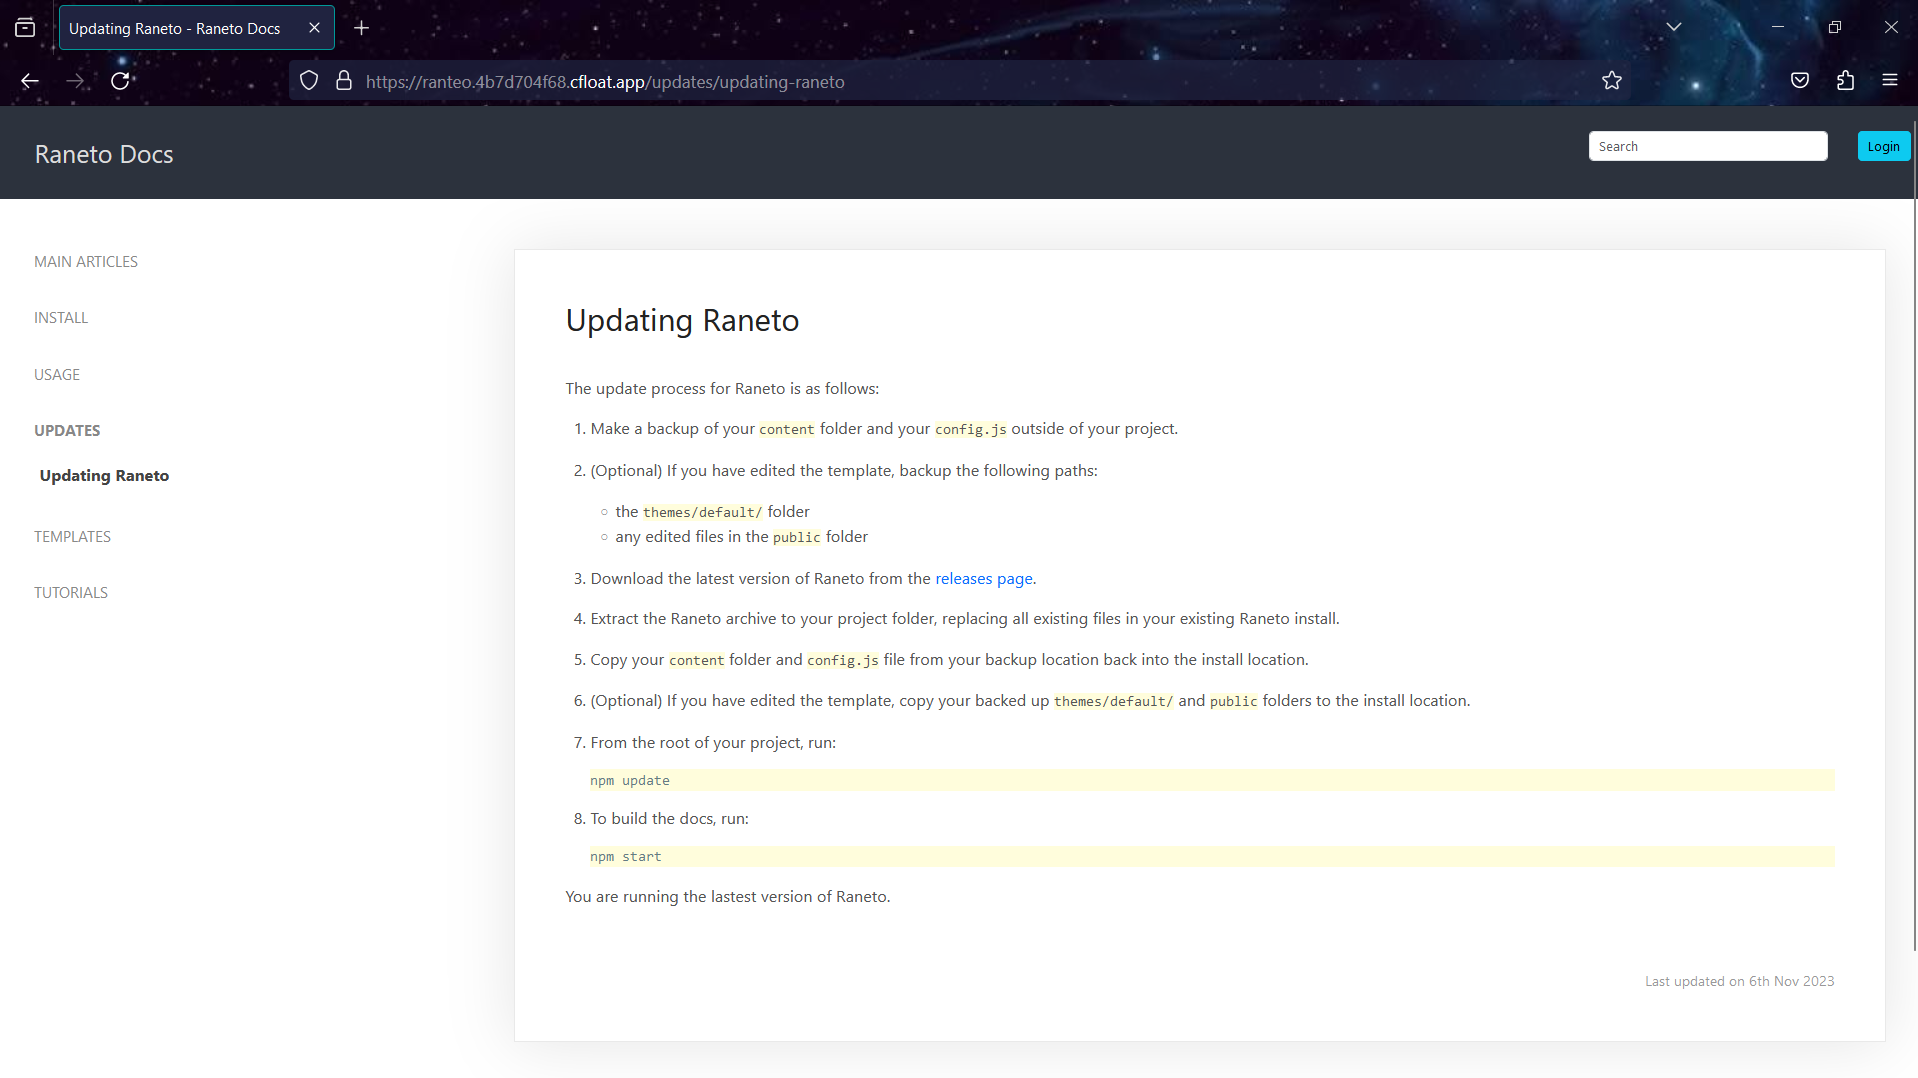 Updating Raneto - Raneto Docs
https://ranteo.4b7d704f68.cfloat.app/updates/updating-raneto
Raneto Docs
Search
Login
MAIN ARTICLES
INSTALL
USAGE
UPDATES
Updating Raneto
TEMPLATES
TUTORIALS
Updating Raneto
The update process for Raneto is as follows:
1. Make a backup of your content folder and your config.js outside of your project.
2. (Optional) If you have edited the template, backup the following paths:
◦ the themes/default/ folder
◦ any edited files in the public folder
3. Download the latest version of Raneto from the releases page.
4. Extract the Raneto archive to your project folder, replacing all existing files in your existing Raneto install.
5. Copy your content folder and config.js file from your backup location back into the install location.
6. (Optional) If you have edited the template, copy your backed up themes/default/ and public folders to the install location.
7. From the root of your project, run:
npm update
8. To build the docs, run:
npm start
You are running the lastest version of Raneto.
Last updated on 6th Nov 2023